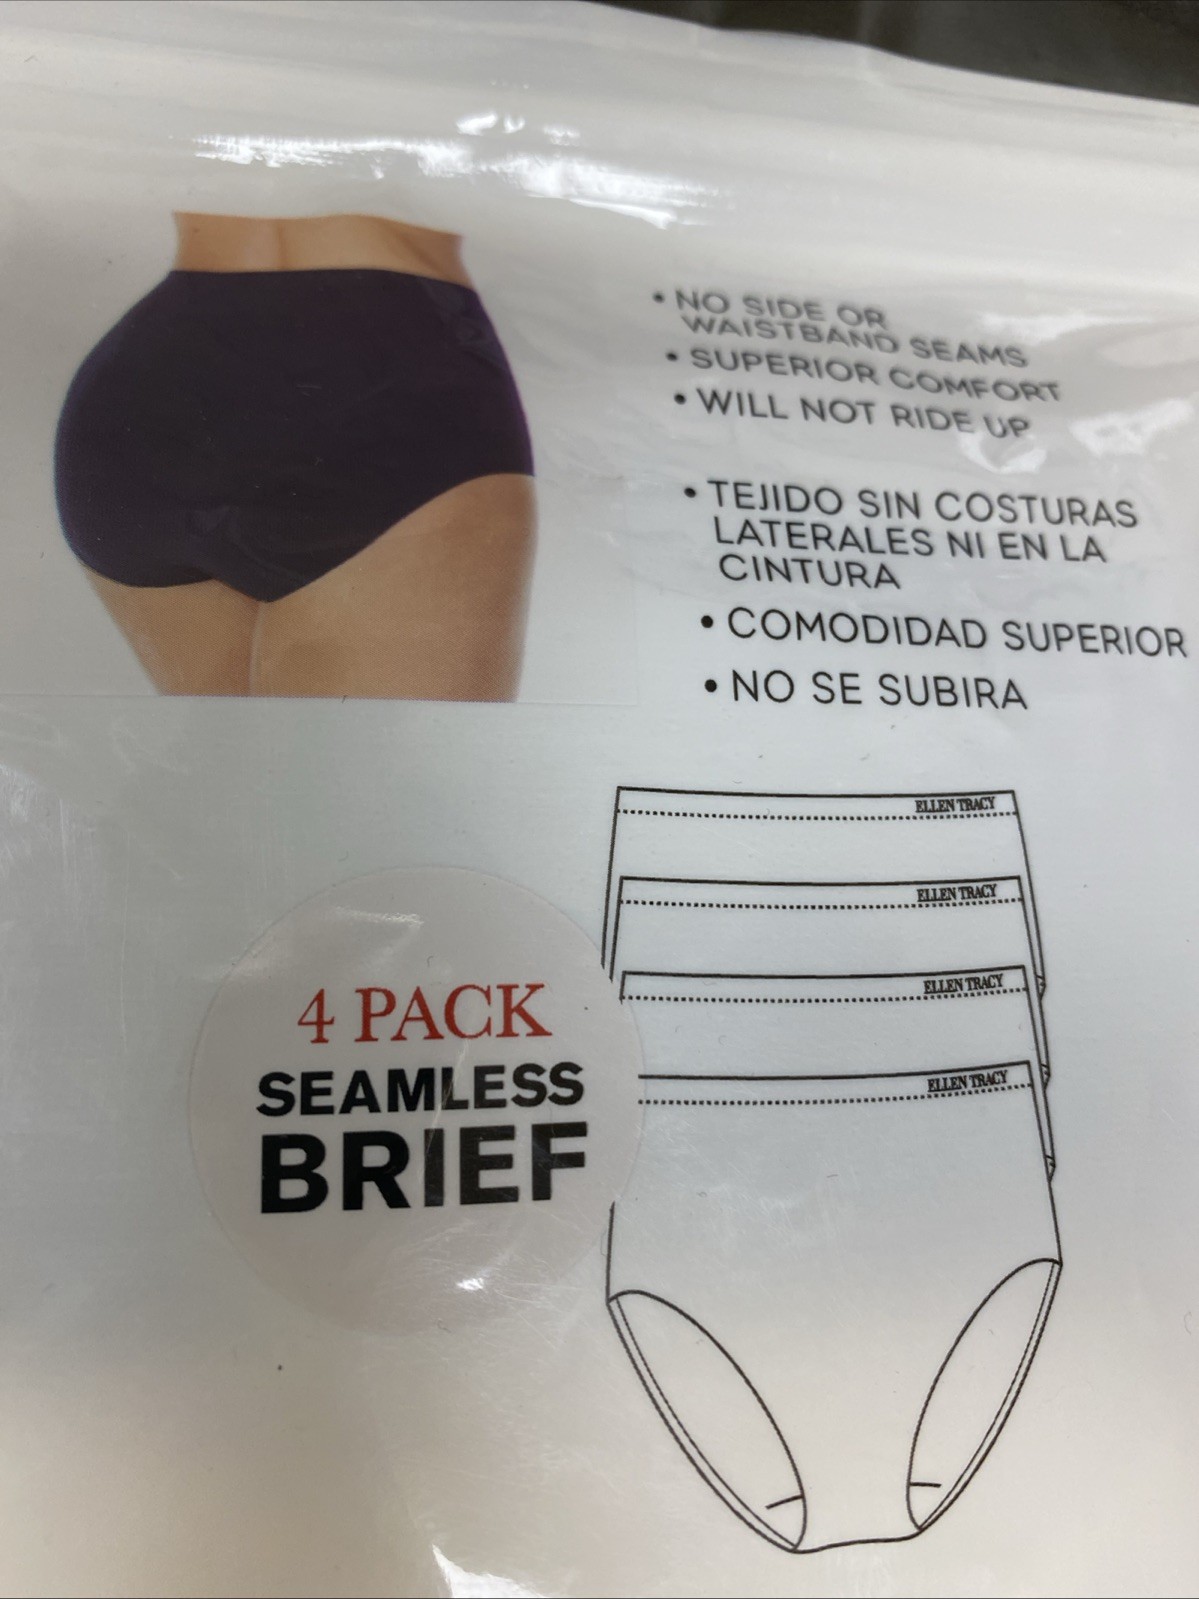 • NO SIDE OR
WAISTBAND SEAMS
• SUPERIOR COMFORT
• WILL NOT RIDE UP
• TEJIDO SIN COSTURAS
LATERALES NI EN LA
CINTURA
• COMODIDAD SUPERIOR
• NO SE SUBIRA
ELLEN TRACY
ELLEN TRACY
ELLEN TRACY
ELLEN TRACY
4 PACK
SEAMLESS
BRIEF